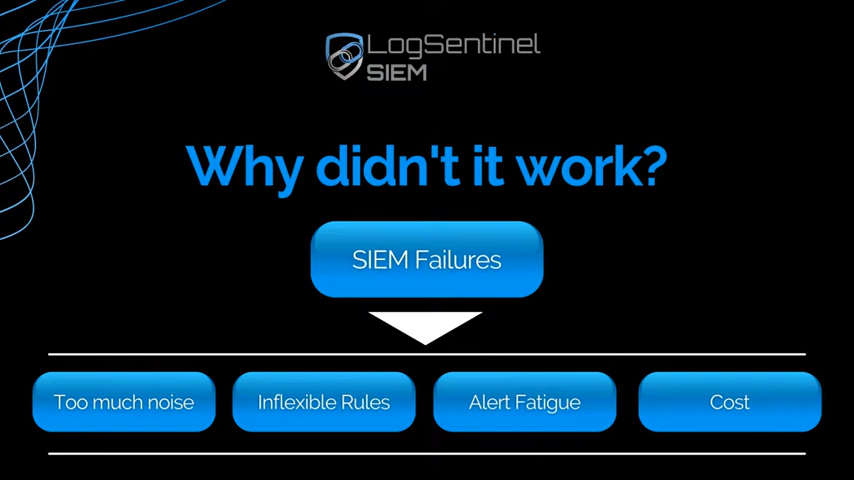 LogSentinel
SIEM
Why didn't it work?
SIEM Failures
Too much noise
Inflexible Rules
Alert Fatigue
Cost